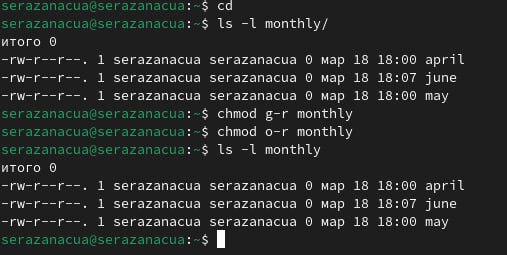 serazanacua@serazanacua:~$ cd
serazanacua@serazanacua:~$ ls -l monthly/
итого 0
-rw-r--r--. 1 serazanacua serazanacua 0 мар 18 18:00 april
-rw-r--r--. 1 serazanacua serazanacua 0 мар 18 18:07 june
-rw-r--r--. 1 serazanacua serazanacua 0 мар 18 18:00 may
serazanacua@serazanacua:~$ chmod g-r monthly
serazanacua@serazanacua:~$ chmod o-r monthly
serazanacua@serazanacua:~$ ls -l monthly
итого 0
-rw-r--r--. 1 serazanacua serazanacua 0 мар 18 18:00 april
-rw-r--r--. 1 serazanacua serazanacua 0 мар 18 18:07 june
-rw-r--r--. 1 serazanacua serazanacua 0 мар 18 18:00 may
serazanacua@serazanacua:~$